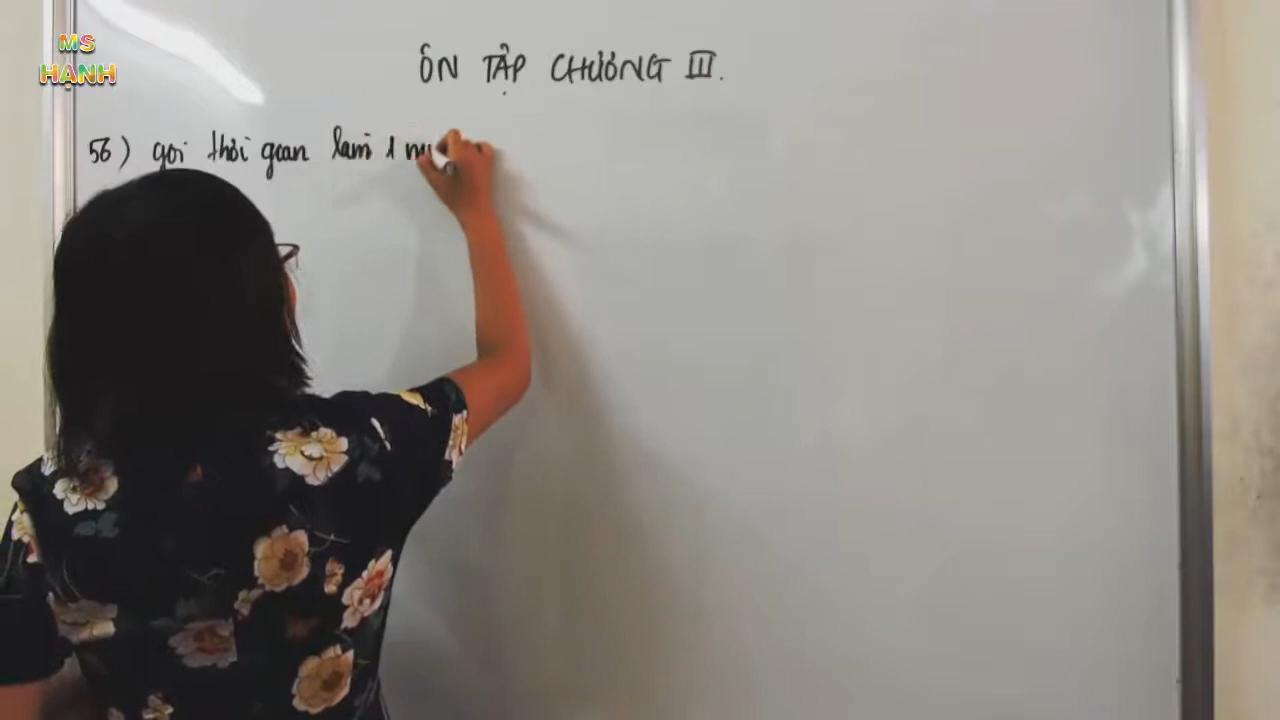 MS
HẠNH
ÔN TẬP CHƯƠNG III.
56) gọi thời gian làm 1